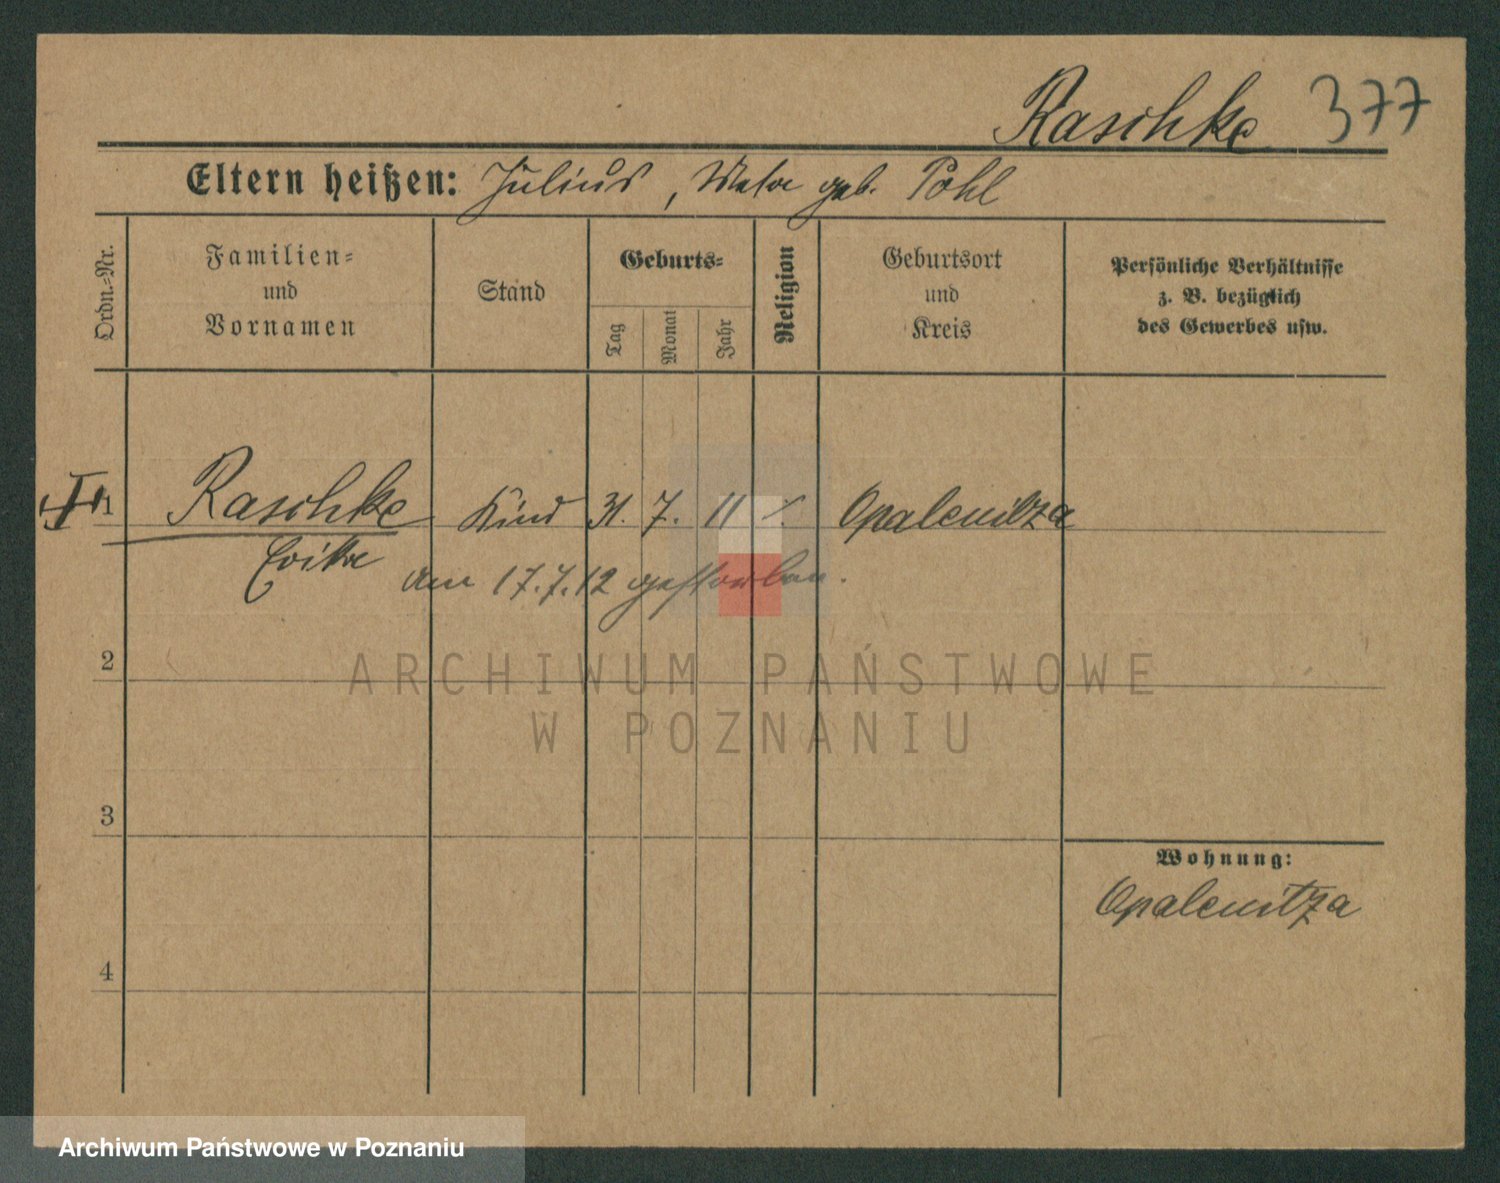 Raschke 377
Eltern heißen: Julius, Meta geb. Pohl
Ordn.-Nr.
Familien-
und
Vornamen
Stand
Geburts-
Tag
Monat
Jahr
Religion
Geburtsort
und
Kreis
Persönliche Verhältnisse
z. B. bezüglich
des Gewerbes usw.
1 Raschke Kind 31. 7. 11 Opalenitza
am 17.7.12 gestorben.
2
3
4
Wohnung:
Opalenitza
ARCHIWUM PAŃSTWOWE
W POZNANIU
Archiwum Państwowe w Poznaniu